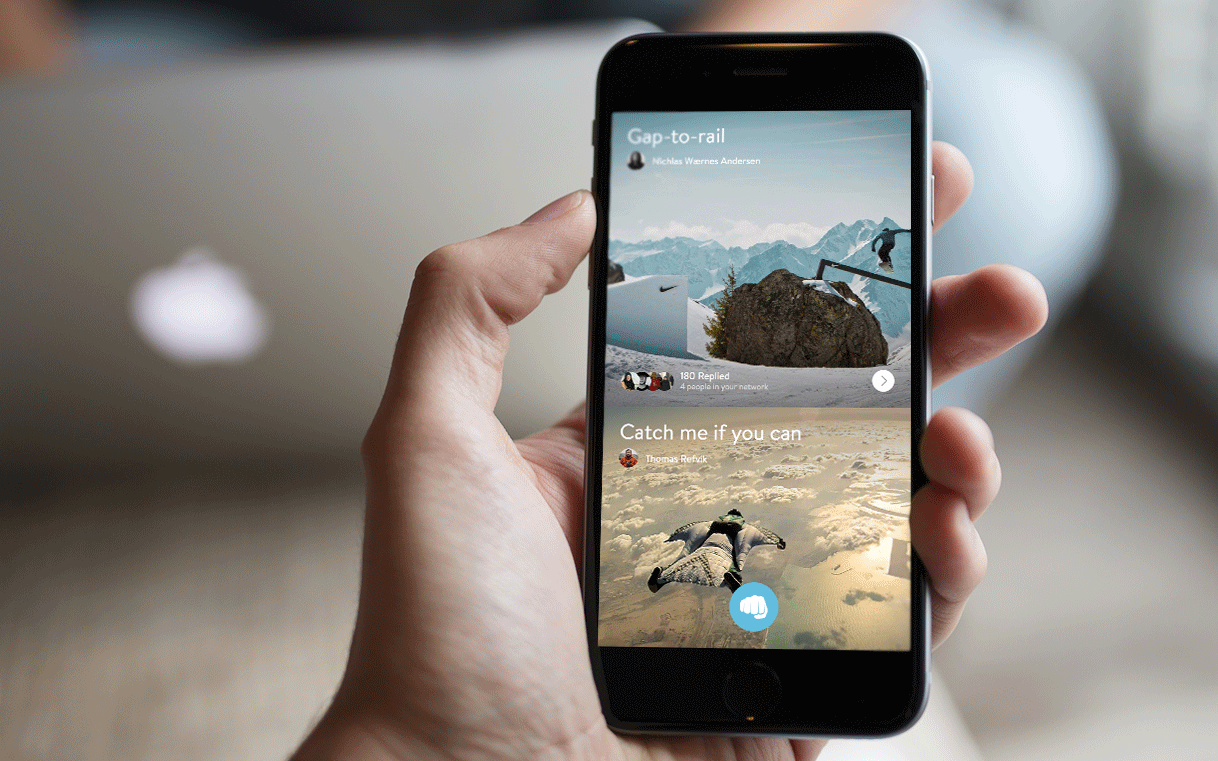 Gap-to-rail
Nichlas Wærnes Andersen
180 Replied
4 people in your network
Catch me if you can
Thomas Refvik